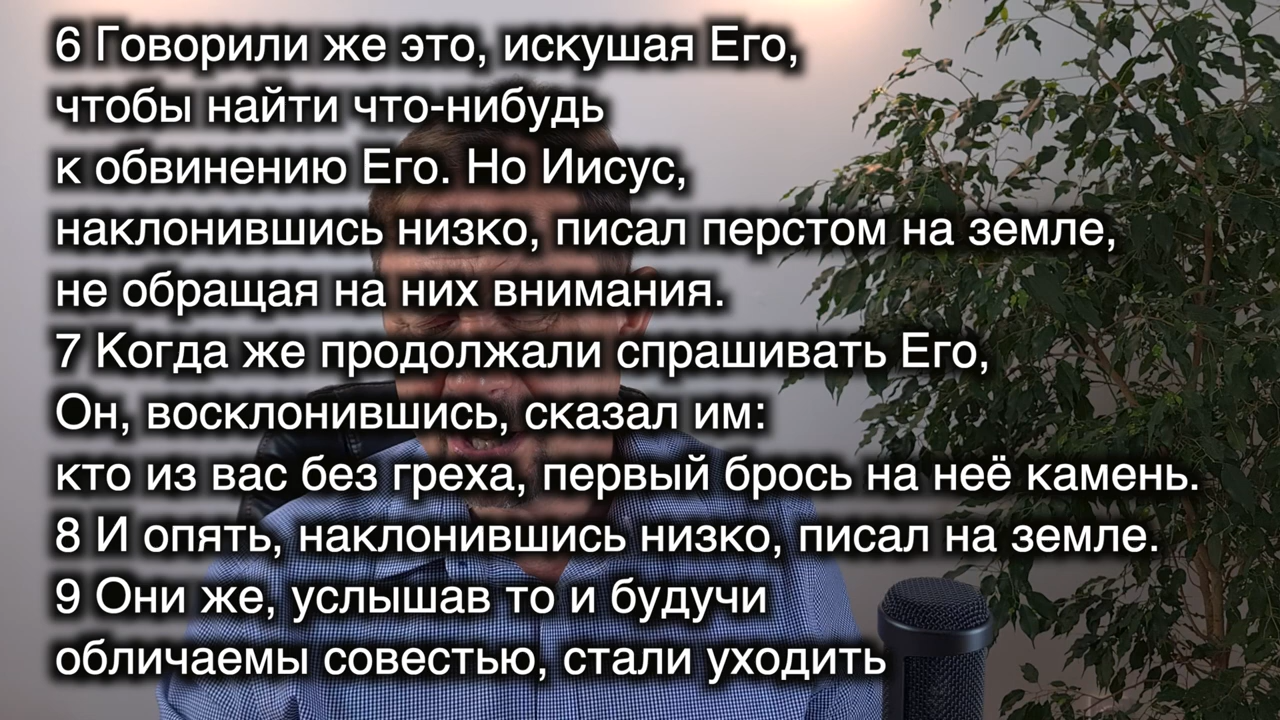 6 Говорили же это, искушая Его,
чтобы найти что-нибудь
к обвинению Его. Но Иисус,
наклонившись низко, писал перстом на земле,
не обращая на них внимания.
7 Когда же продолжали спрашивать Его,
Он, восклонившись, сказал им:
кто из вас без греха, первый брось на неё камень.
8 И опять, наклонившись низко, писал на земле.
9 Они же, услышав то и будучи
обличаемы совестью, стали уходить